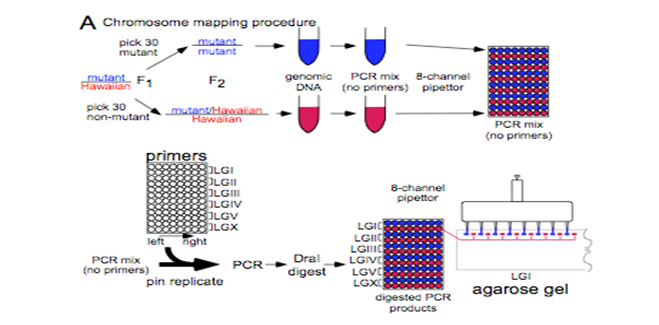 A Chromosome mapping procedure
pick 30
mutant
mutant
mutant
mutant
Hawaiian
F1
F2
genomic
DNA
PCR mix
(no primers)
8-channel
pipettor
pick 30
non-mutant
mutant/Hawaiian
Hawaiian
PCR mix
(no primers)
primers
LGI
LGII
LGIII
LGIV
LGV
LGX
left right
PCR mix
(no primers)
pin replicate
PCR
DraI
digest
8-channel
pipettor
LGI
LGII
LGIII
LGIV
LGV
LGX
digested PCR
products
LGI
agarose gel